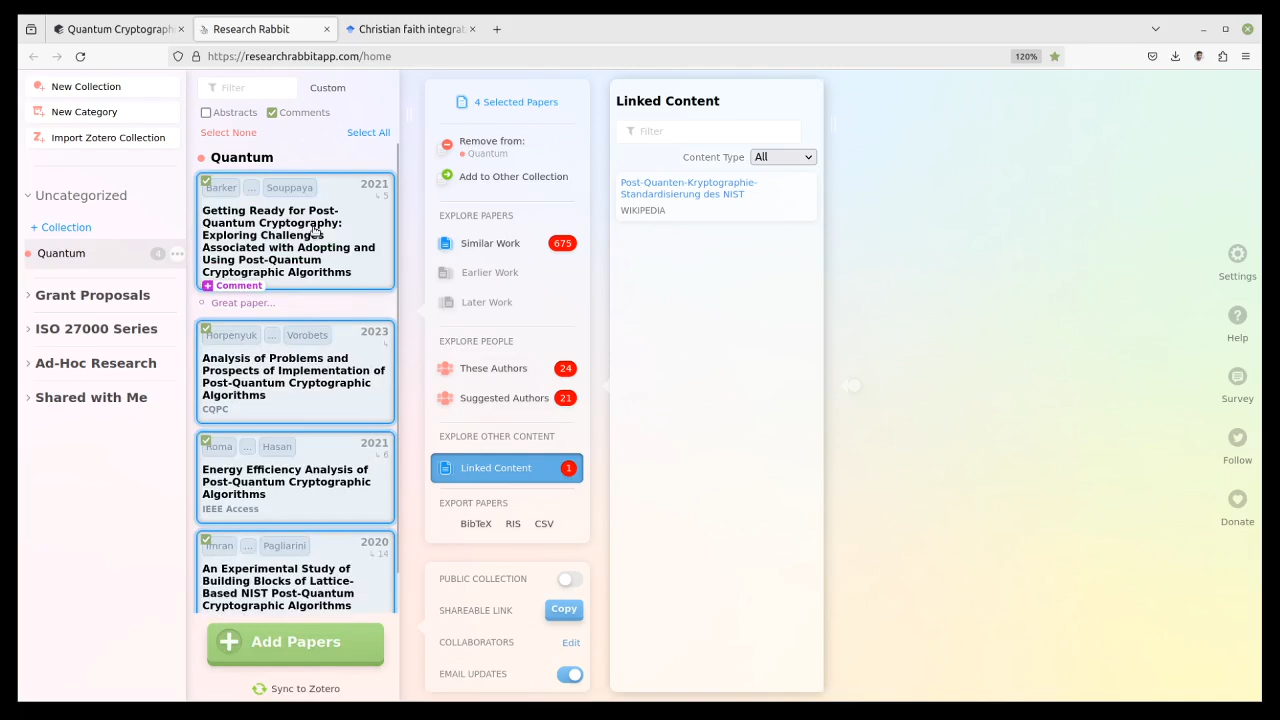 Quantum Cryptograph
Research Rabbit
Christian faith integrat
https://researchrabbitapp.com/home
120%
New Collection
New Category
Import Zotero Collection
Uncategorized
+ Collection
Quantum
4
Grant Proposals
ISO 27000 Series
Ad-Hoc Research
Shared with Me
Filter
Custom
Abstracts
Comments
Select None
Select All
Quantum
Barker ... Souppaya 2021
5
Getting Ready for Post-
Quantum Cryptography:
Exploring Challenges
Associated with Adopting and
Using Post-Quantum
Cryptographic Algorithms
+ Comment
Great paper...
Horpenyuk ... Vorobets 2023
Analysis of Problems and
Prospects of Implementation of
Post-Quantum Cryptographic
Algorithms
CQPC
Roma ... Hasan 2021
6
Energy Efficiency Analysis of
Post-Quantum Cryptographic
Algorithms
IEEE Access
Imran ... Pagliarini 2020
14
An Experimental Study of
Building Blocks of Lattice-
Based NIST Post-Quantum
Cryptographic Algorithms
Add Papers
Sync to Zotero
4 Selected Papers
Remove from:
Quantum
Add to Other Collection
EXPLORE PAPERS
Similar Work 675
Earlier Work
Later Work
EXPLORE PEOPLE
These Authors 24
Suggested Authors 21
EXPLORE OTHER CONTENT
Linked Content 1
EXPORT PAPERS
BibTeX RIS CSV
PUBLIC COLLECTION
SHAREABLE LINK Copy
COLLABORATORS Edit
EMAIL UPDATES
Linked Content
Filter
Content Type All
Post-Quanten-Kryptographie-
Standardisierung des NIST
WIKIPEDIA
Settings
Help
Survey
Follow
Donate